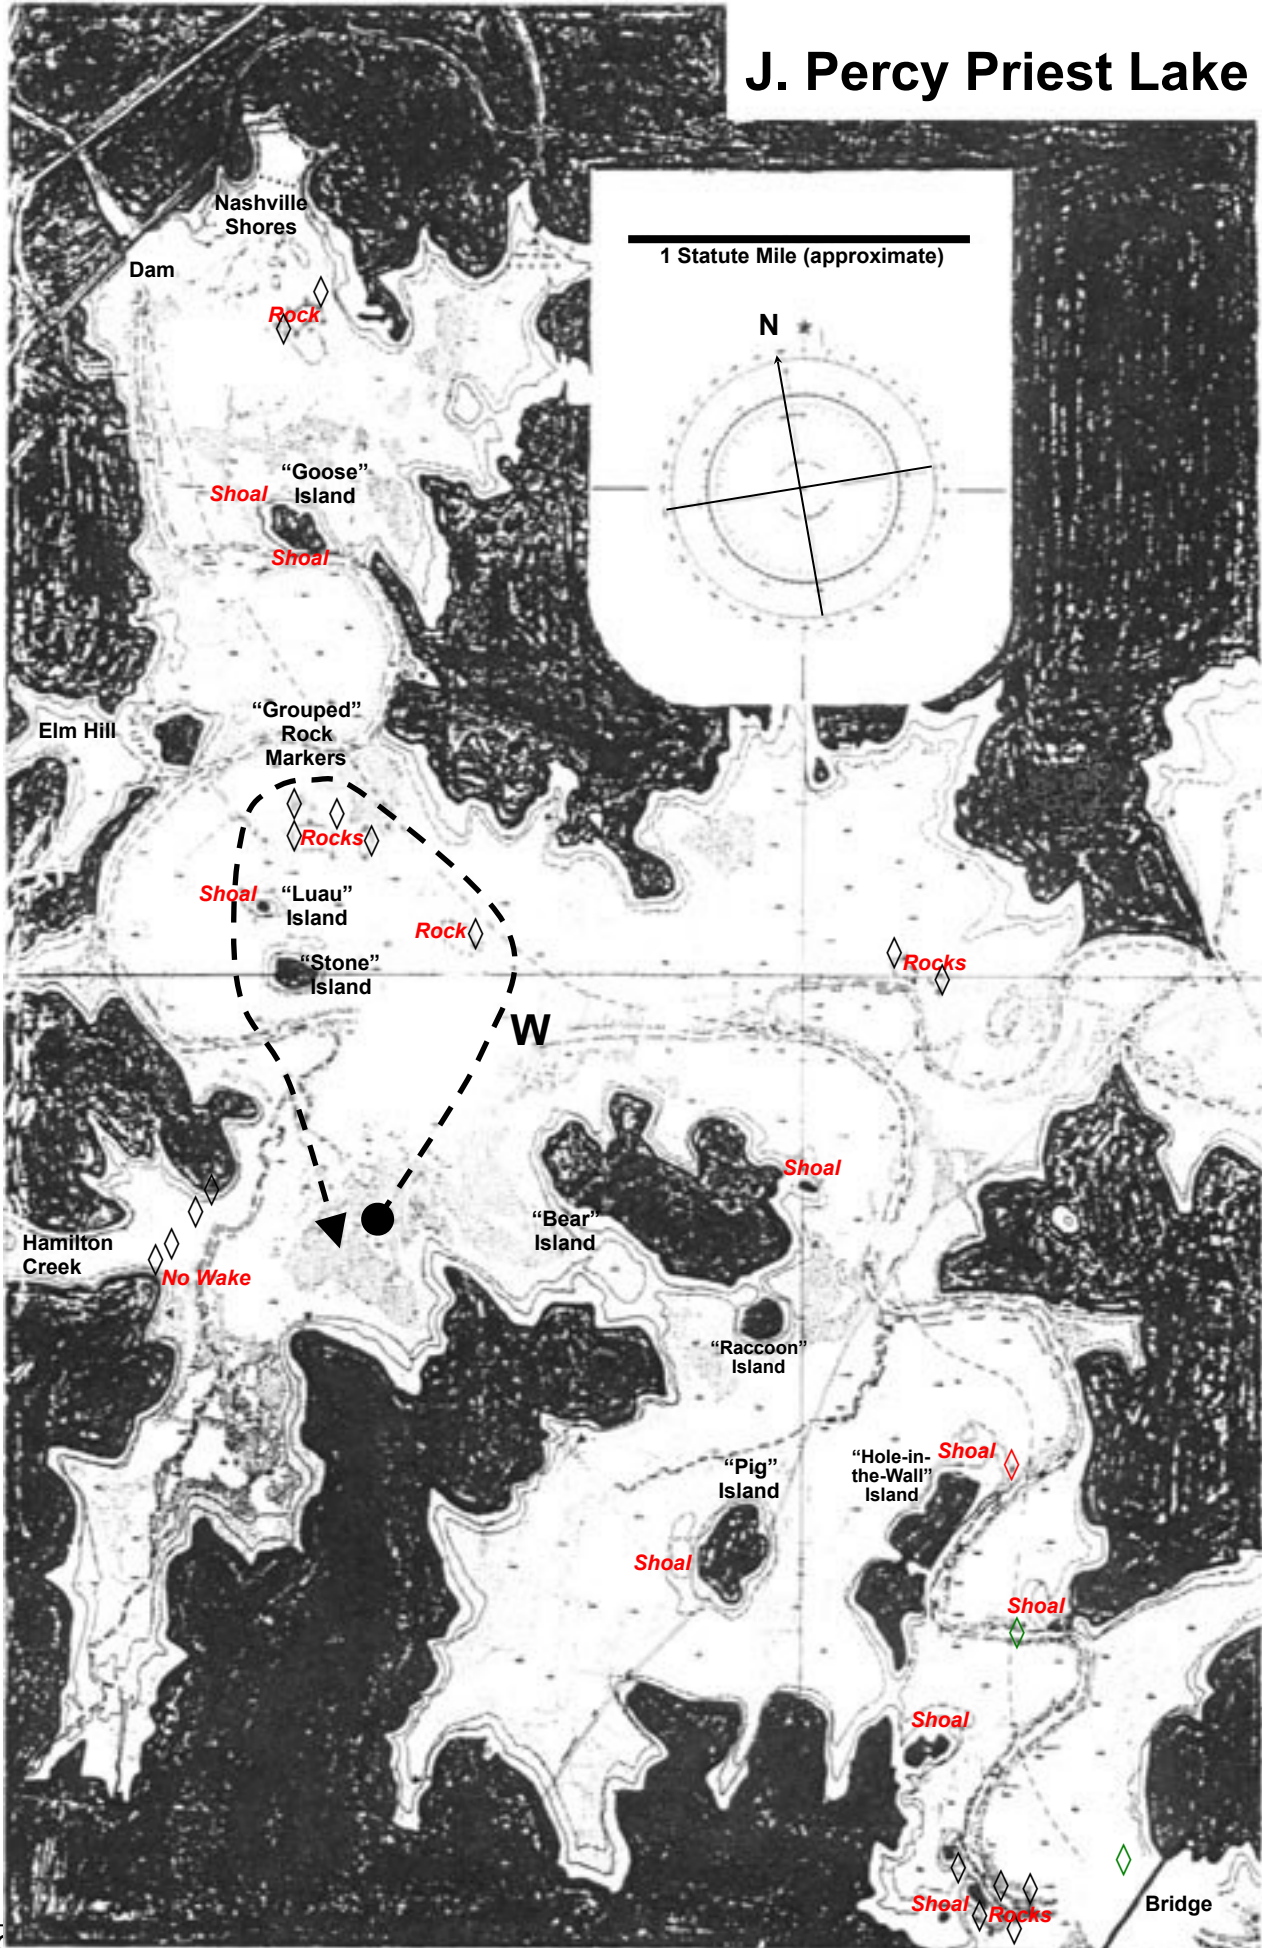 J. Percy Priest Lake
Nashville
Shores
Dam
1 Statute Mile (approximate)
Rock
N
“Goose”
Island
Shoal
Shoal
“Grouped”
Rock
Markers
Elm Hill
Rocks
Shoal
“Luau”
Island
Rock
“Stone”
Island
Rocks
W
Shoal
“Bear”
Island
Hamilton
Creek
No Wake
“Raccoon”
Island
“Hole-in-
the-Wall”
Island
Shoal
“Pig”
Island
Shoal
Shoal
Shoal
Shoal
Rocks
Bridge